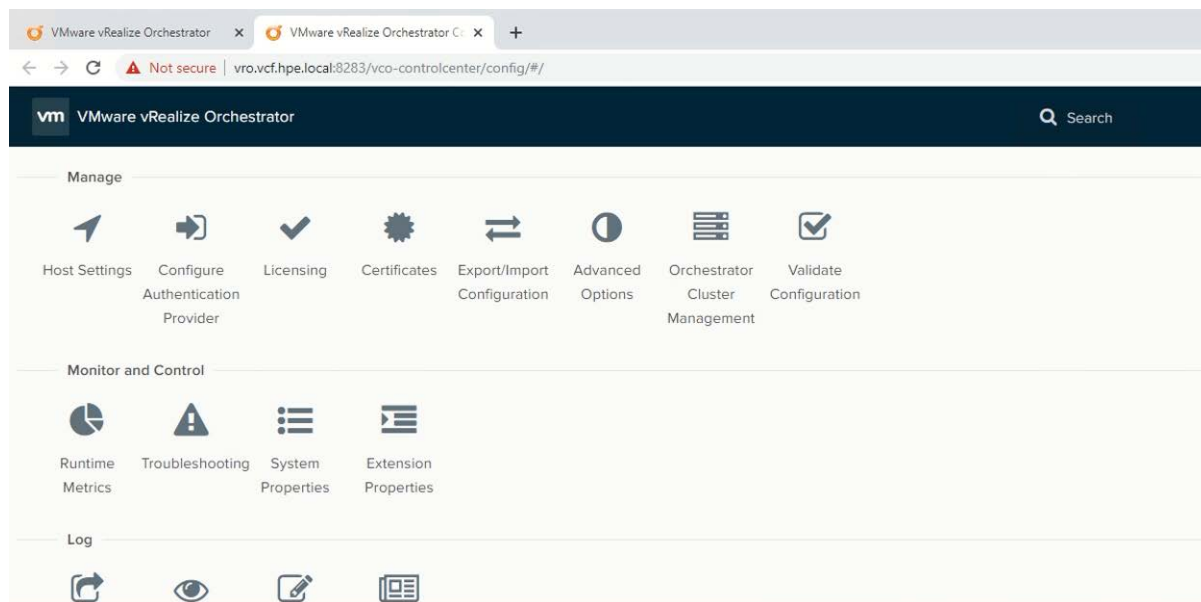 VMware vRealize Orchestrator
VMware vRealize Orchestrator Co
Not secure | vro.vcf.hpe.local:8283/vco-controlcenter/config/#/
vm VMware vRealize Orchestrator
Search
Manage
Host Settings
Configure
Authentication
Provider
Licensing
Certificates
Export/Import
Configuration
Advanced
Options
Orchestrator
Cluster
Management
Validate
Configuration
Monitor and Control
Runtime
Metrics
Troubleshooting
System
Properties
Extension
Properties
Log